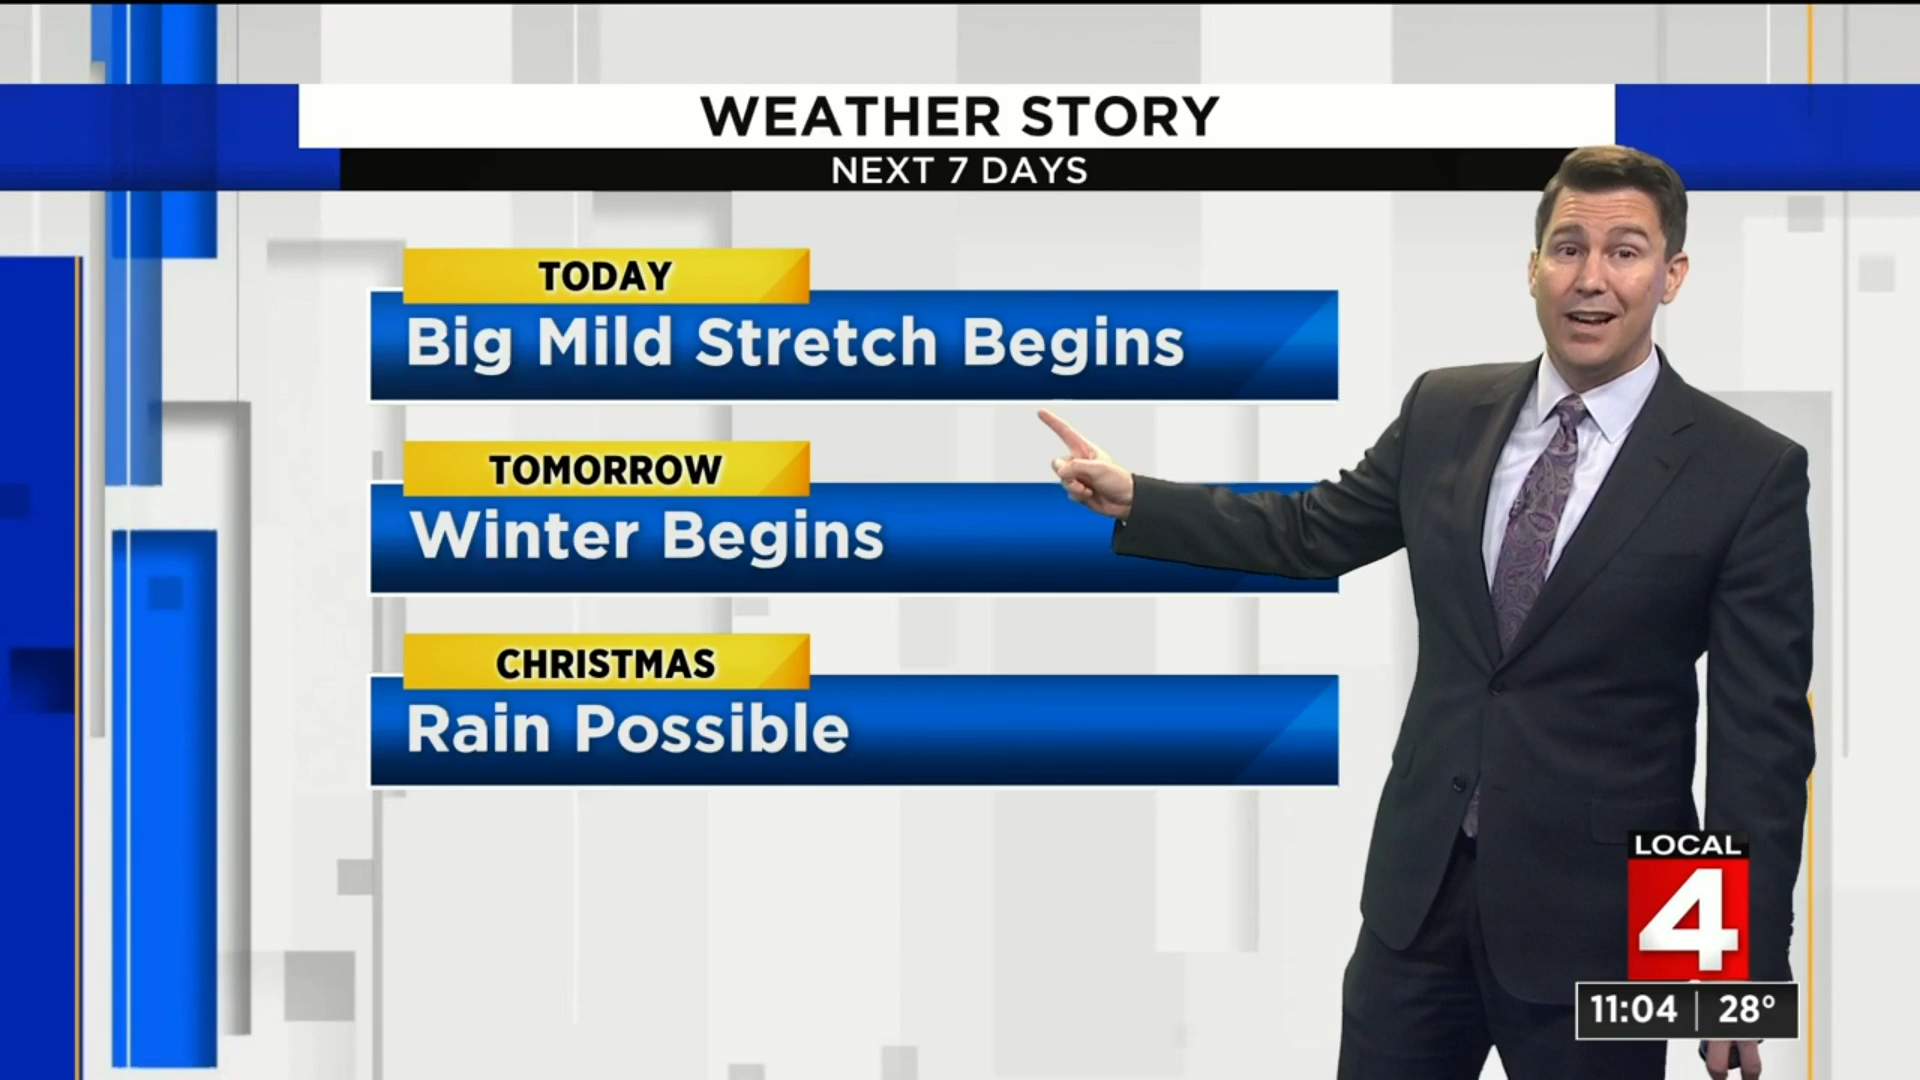 WEATHER STORY
NEXT 7 DAYS
TODAY
Big Mild Stretch Begins
TOMORROW
Winter Begins
CHRISTMAS
Rain Possible
LOCAL
4
11:04 28°